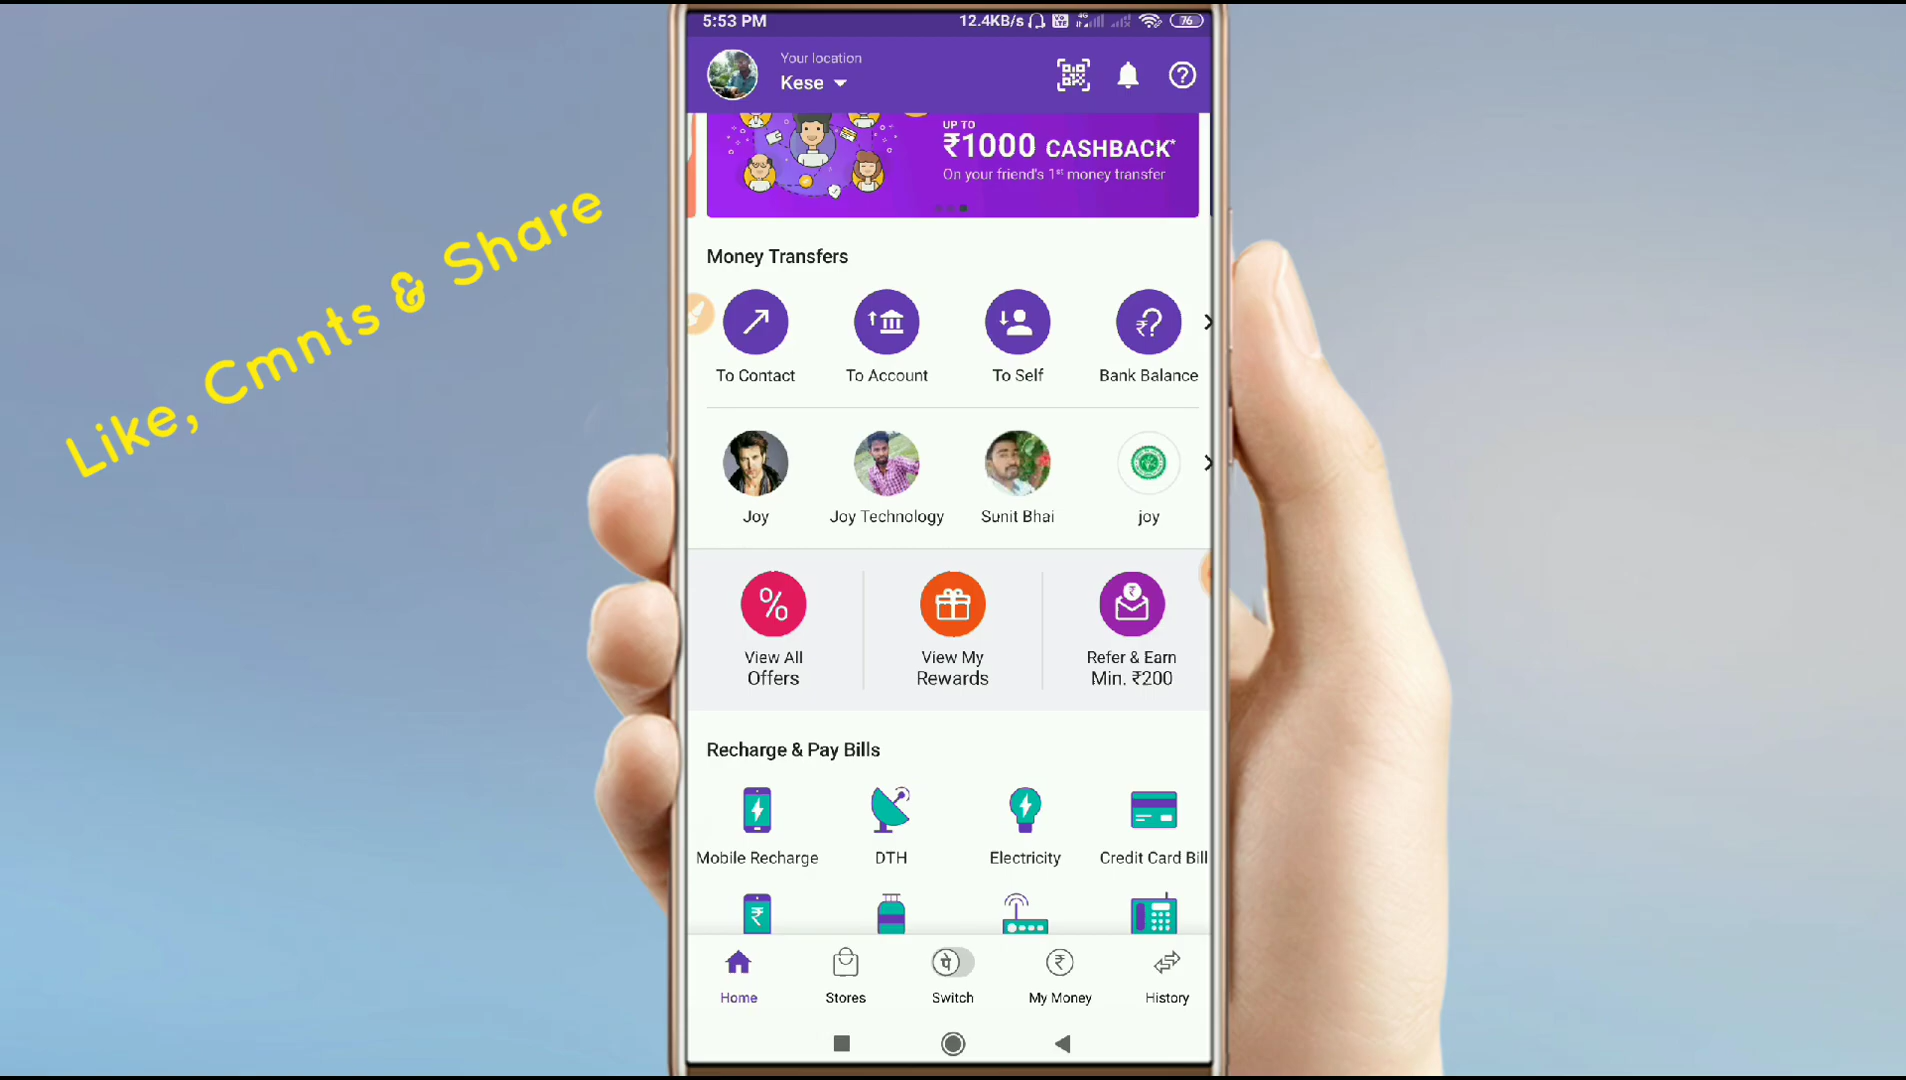 5:53 PM
12.4KB/s
76
Your location
Kese
UP TO
₹1000 CASHBACK*
On your friend's 1st money transfer
Like, Cmnts & Share
Money Transfers
To Contact
To Account
To Self
Bank Balance
Joy
Joy Technology
Sunit Bhai
joy
View All
Offers
View My
Rewards
Refer & Earn
Min. ₹200
Recharge & Pay Bills
Mobile Recharge
DTH
Electricity
Credit Card Bill
Home
Stores
पे
Switch
My Money
History